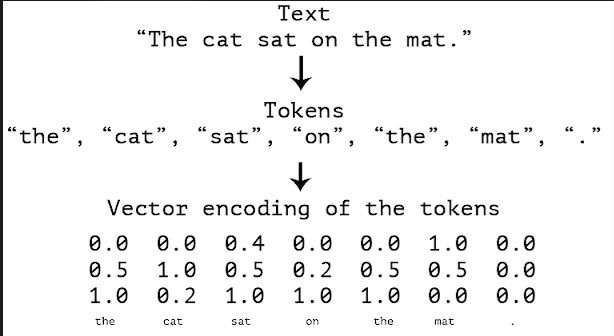 Text
“The cat sat on the mat.”
Tokens
“the”, “cat”, “sat”, “on”, “the”, “mat”, “.”
Vector encoding of the tokens
0.0 0.0 0.4 0.0 0.0 1.0 0.0
0.5 1.0 0.5 0.2 0.5 0.5 0.0
1.0 0.2 1.0 1.0 1.0 0.0 0.0
the cat sat on the mat .